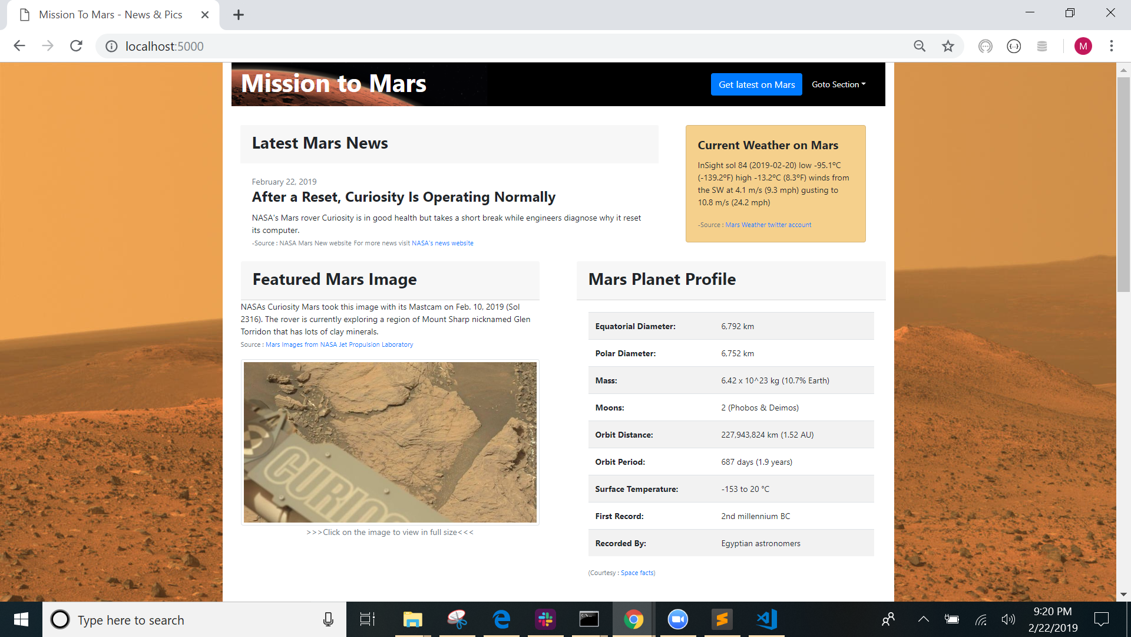 Mission To Mars - News & Pics
localhost:5000
M
Mission to Mars
Get latest on Mars
Goto Section
Latest Mars News
February 22, 2019
After a Reset, Curiosity Is Operating Normally
NASA's Mars rover Curiosity is in good health but takes a short break while engineers diagnose why it reset
its computer.
-Source : NASA Mars New website For more news visit NASA's news website
Current Weather on Mars
InSight sol 84 (2019-02-20) low -95.1ºC
(-139.2ºF) high -13.2ºC (8.3ºF) winds from
the SW at 4.1 m/s (9.3 mph) gusting to
10.8 m/s (24.2 mph)
-Source : Mars Weather twitter account
Featured Mars Image
NASAs Curiosity Mars took this image with its Mastcam on Feb. 10, 2019 (Sol
2316). The rover is currently exploring a region of Mount Sharp nicknamed Glen
Torridon that has lots of clay minerals.
Source : Mars Images from NASA Jet Propulsion Laboratory
CURIO
>>>Click on the image to view in full size<<<
Mars Planet Profile
Equatorial Diameter: 6,792 km
Polar Diameter: 6,752 km
Mass: 6.42 x 10^23 kg (10.7% Earth)
Moons: 2 (Phobos & Deimos)
Orbit Distance: 227,943,824 km (1.52 AU)
Orbit Period: 687 days (1.9 years)
Surface Temperature: -153 to 20 °C
First Record: 2nd millennium BC
Recorded By: Egyptian astronomers
(Courtesy : Space facts)
Type here to search
9:20 PM
2/22/2019